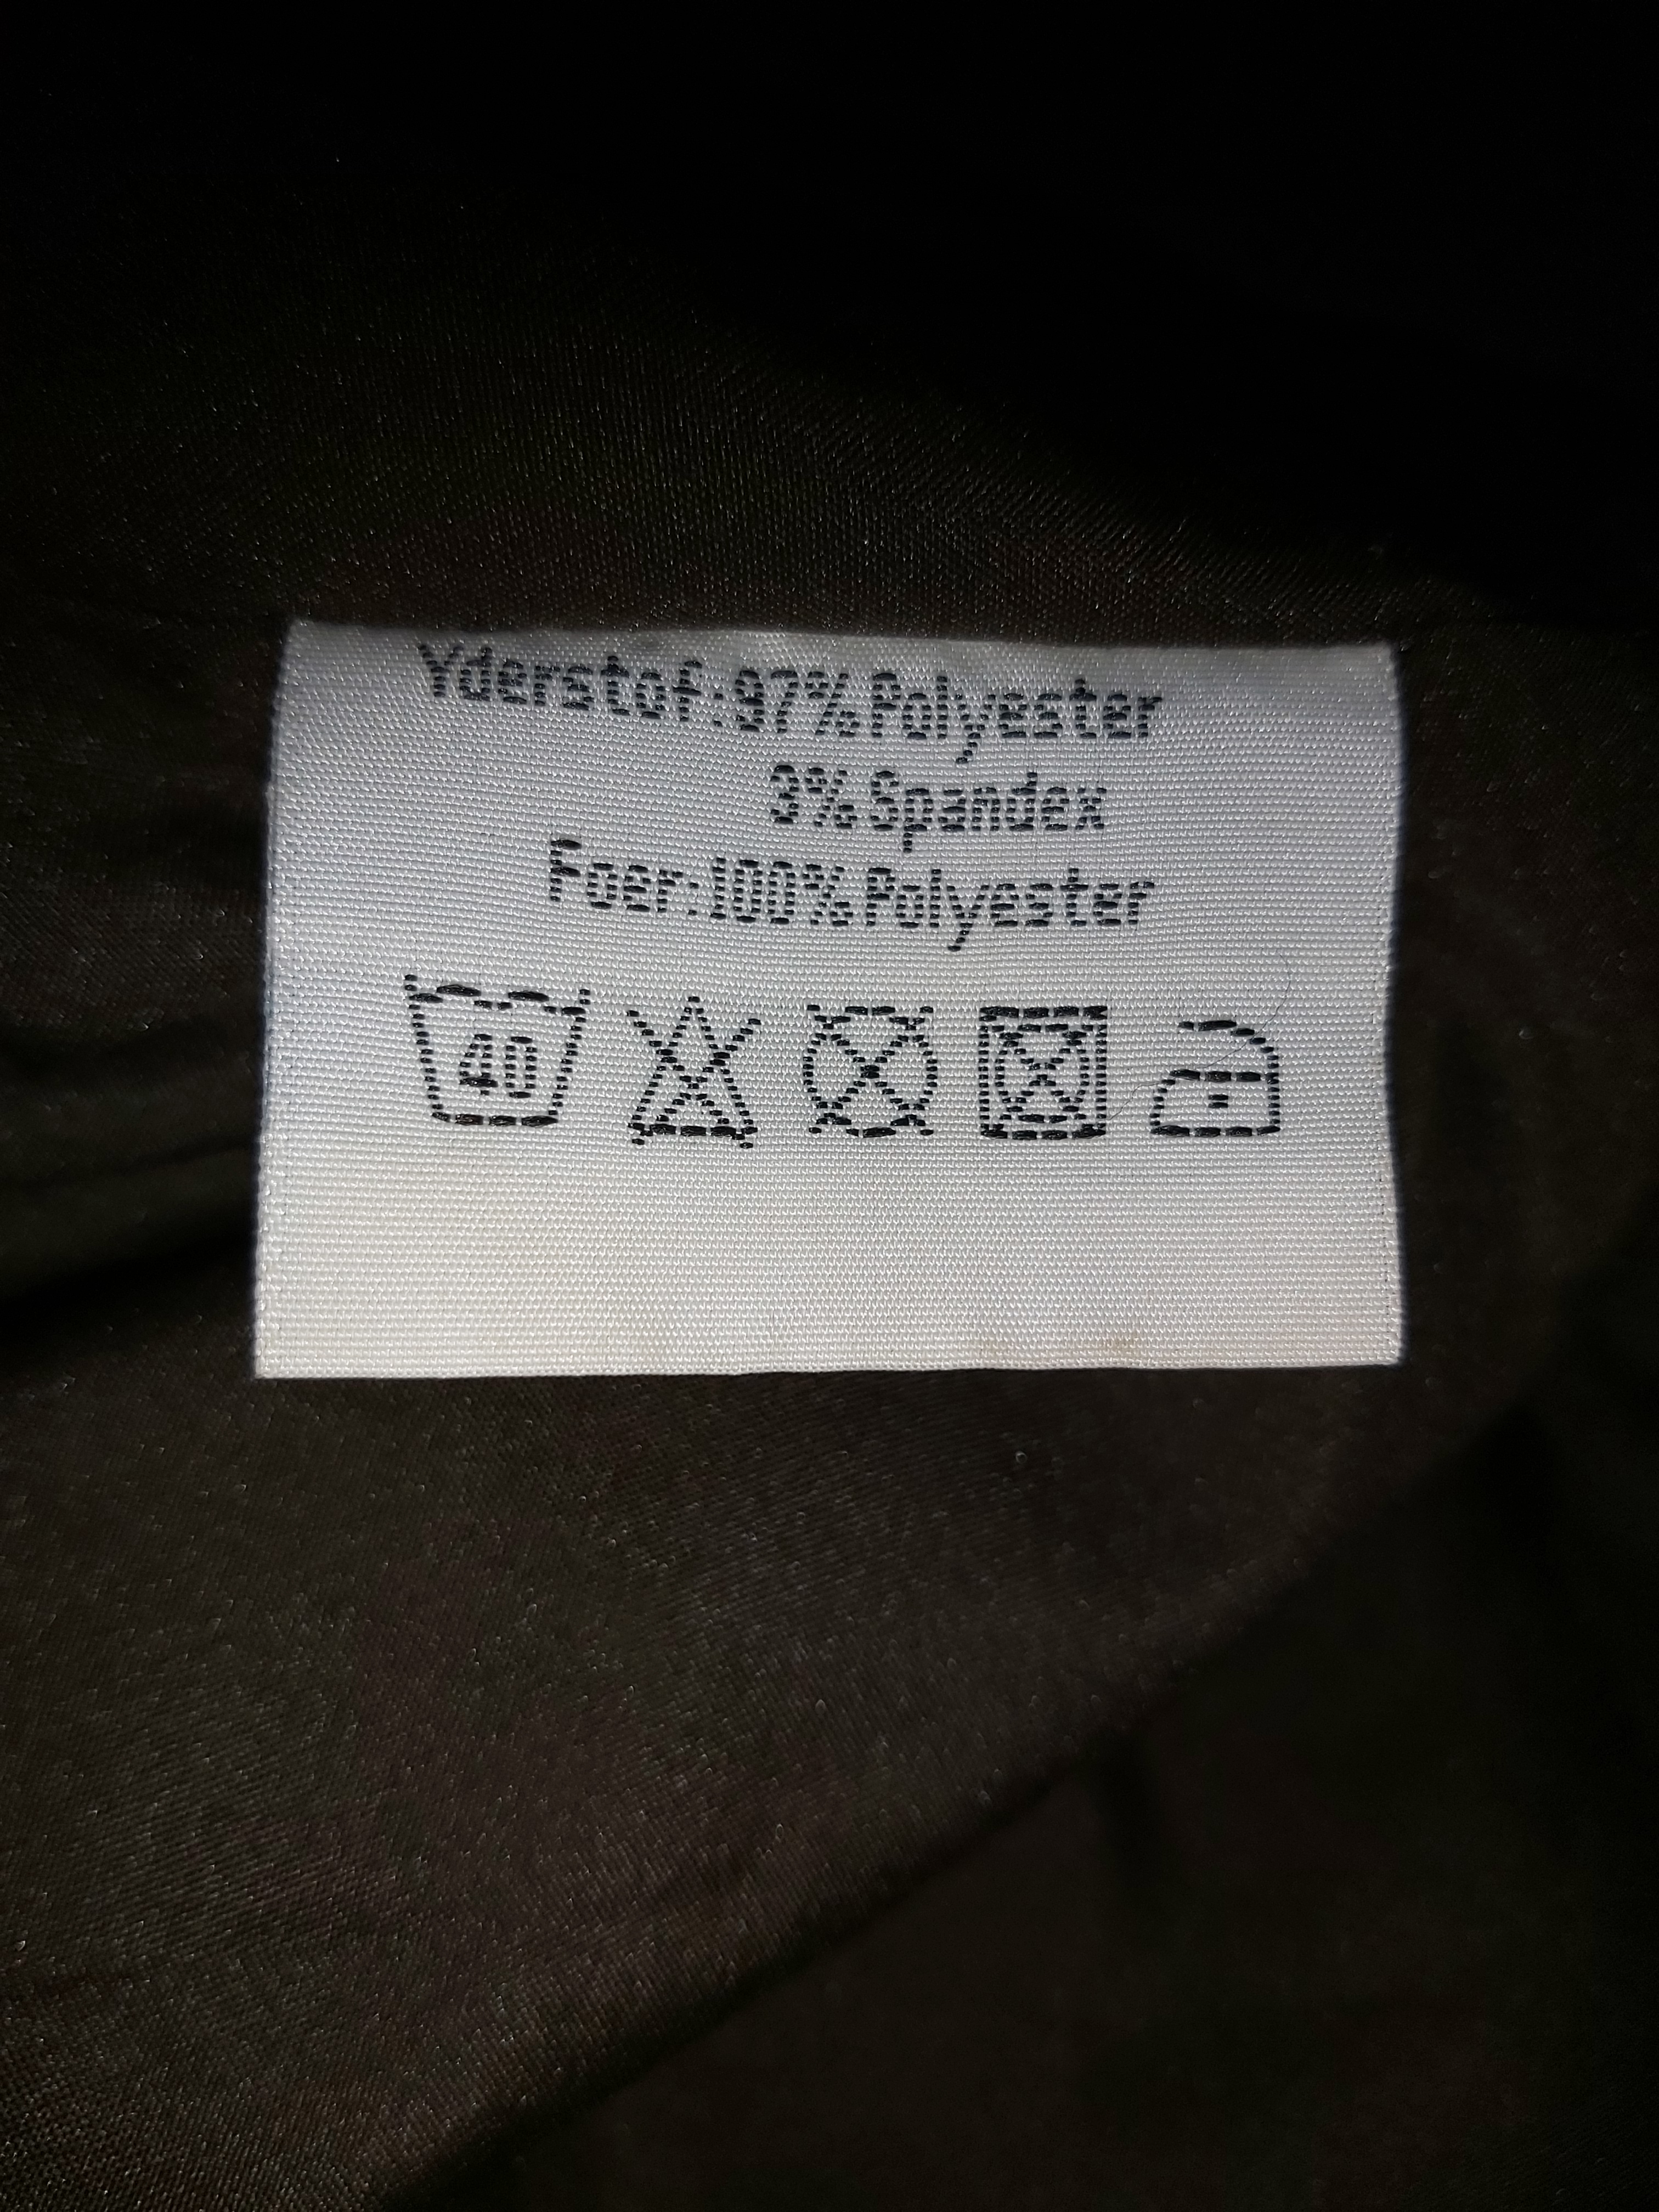 Yderstof:97%Polyester
3%Spandex
Foer:100%Polyester
40